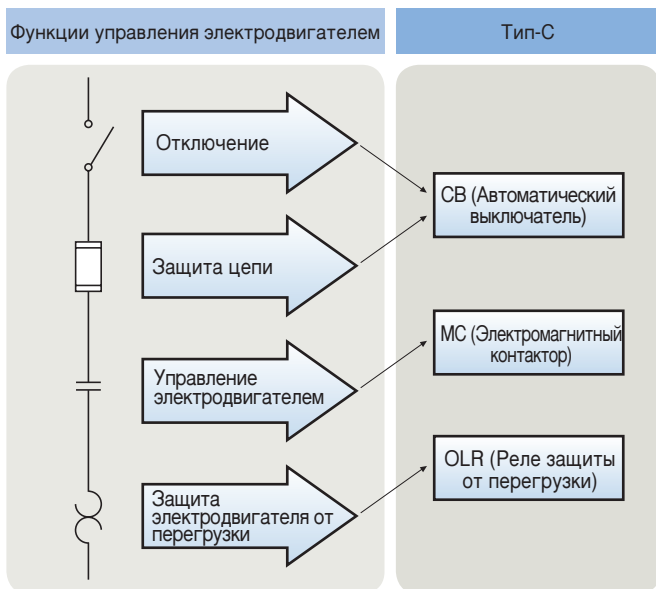 Функции управления электродвигателем
Тип-C
Отключение
Защита цепи
Управление
электродвигателем
Защита
электродвигателя от
перегрузки
CB (Автоматический
выключатель)
MC (Электромагнитный
контактор)
OLR (Реле защиты
от перегрузки)